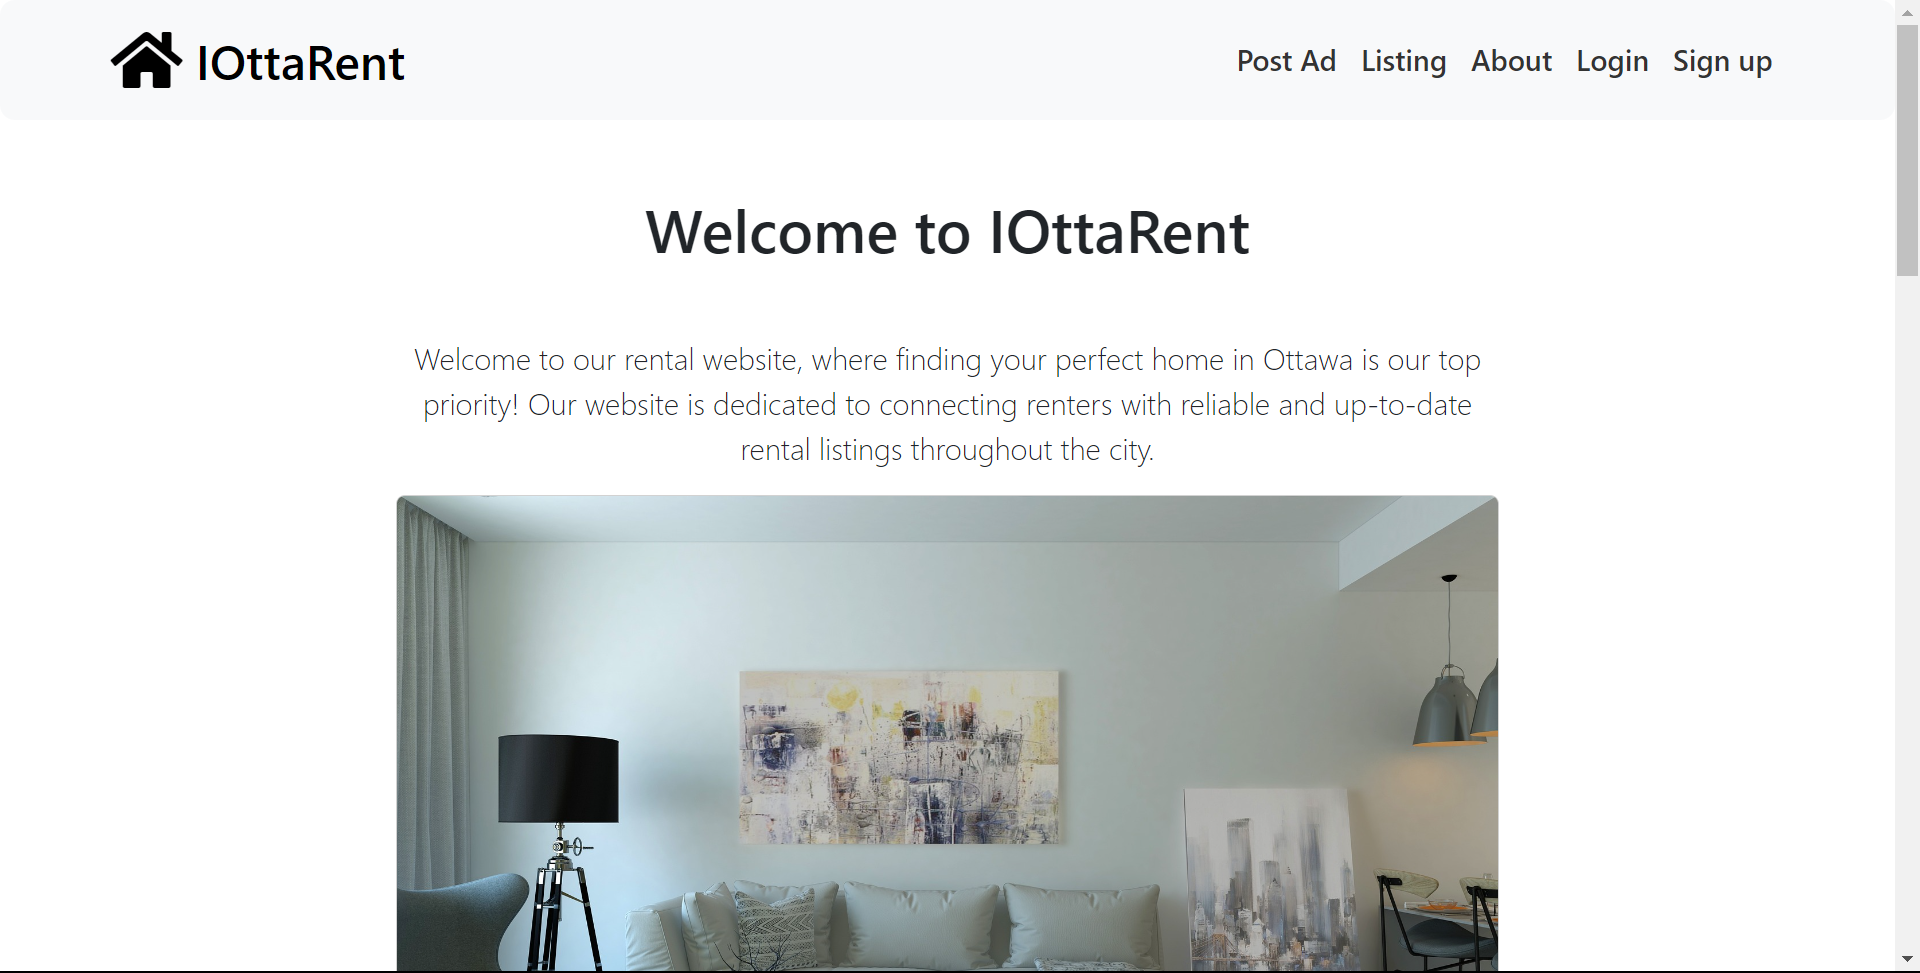 IOttaRent
Post Ad Listing About Login Sign up
Welcome to IOttaRent
Welcome to our rental website, where finding your perfect home in Ottawa is our top
priority! Our website is dedicated to connecting renters with reliable and up-to-date
rental listings throughout the city.